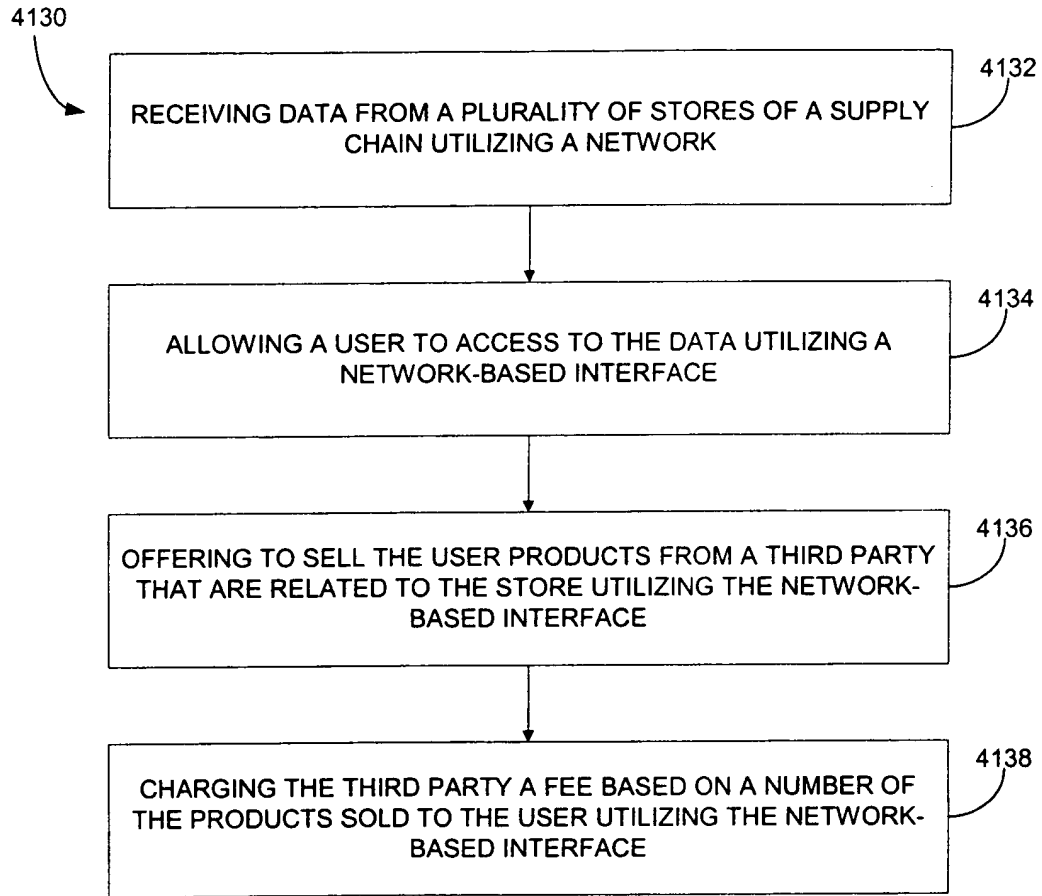 4130
4132
RECEIVING DATA FROM A PLURALITY OF STORES OF A SUPPLY
CHAIN UTILIZING A NETWORK
4134
ALLOWING A USER TO ACCESS TO THE DATA UTILIZING A
NETWORK-BASED INTERFACE
4136
OFFERING TO SELL THE USER PRODUCTS FROM A THIRD PARTY
THAT ARE RELATED TO THE STORE UTILIZING THE NETWORK-
BASED INTERFACE
4138
CHARGING THE THIRD PARTY A FEE BASED ON A NUMBER OF
THE PRODUCTS SOLD TO THE USER UTILIZING THE NETWORK-
BASED INTERFACE